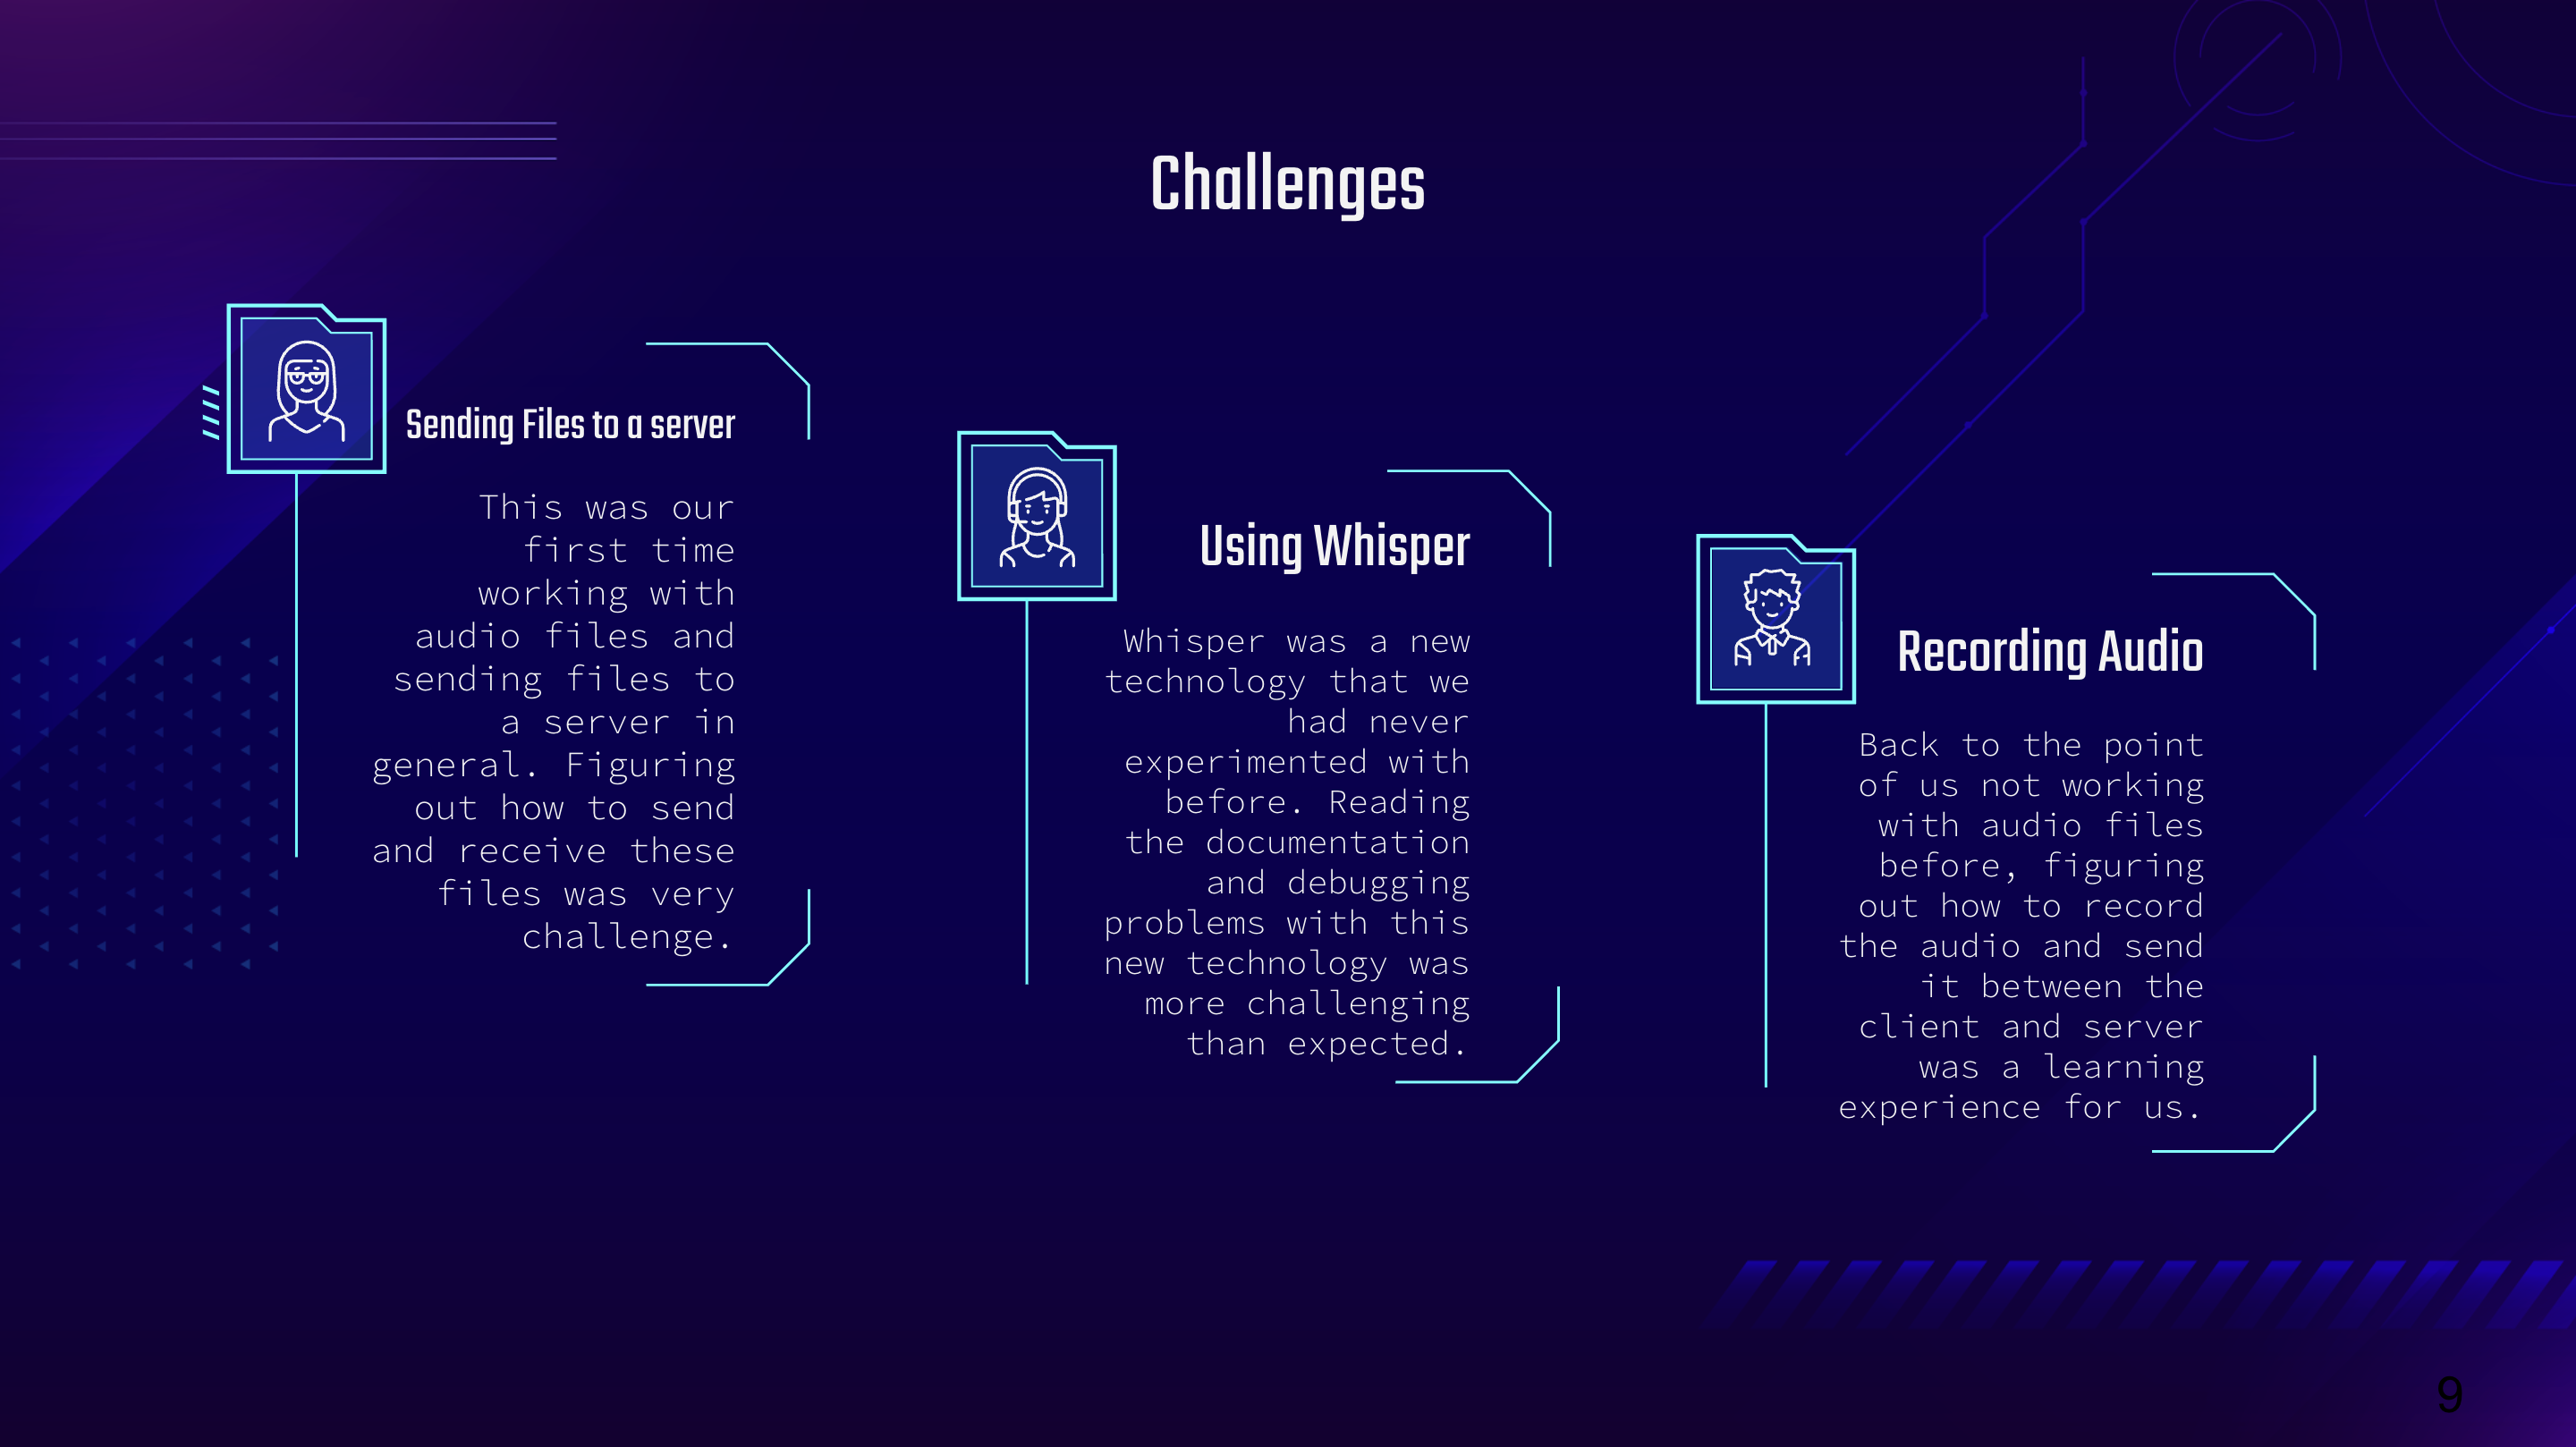 Challenges
Sending Files to a server
This was our
first time
working with
audio files and
sending files to
a server in
general. Figuring
out how to send
and receive these
files was very
challenge.
Using Whisper
Whisper was a new
technology that we
had never
experimented with
before. Reading
the documentation
and debugging
problems with this
new technology was
more challenging
than expected.
Recording Audio
Back to the point
of us not working
with audio files
before, figuring
out how to record
the audio and send
it between the
client and server
was a learning
experience for us.
9